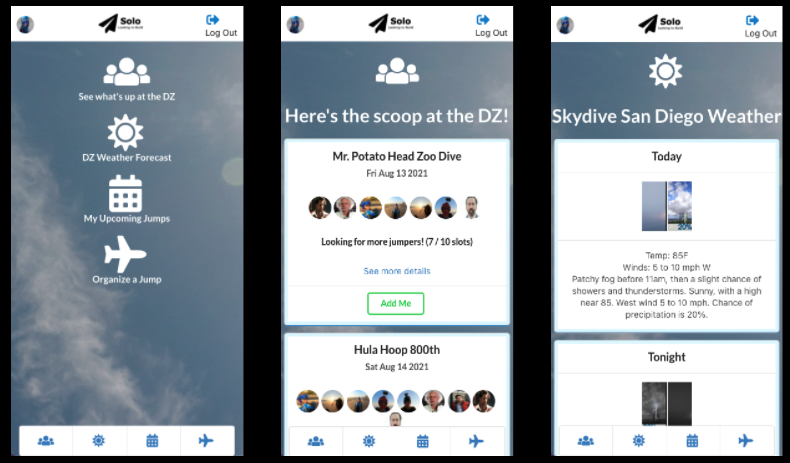 Solo
Looking to Build
Log Out
See what's up at the DZ
DZ Weather Forecast
My Upcoming Jumps
Organize a Jump
Solo
Looking to Build
Log Out
Here's the scoop at the DZ!
Mr. Potato Head Zoo Dive
Fri Aug 13 2021
Looking for more jumpers! (7 / 10 slots)
See more details
Add Me
Hula Hoop 800th
Sat Aug 14 2021
Solo
Looking to Build
Log Out
Skydive San Diego Weather
Today
Temp: 85F
Winds: 5 to 10 mph W
Patchy fog before 11am, then a slight chance of
showers and thunderstorms. Sunny, with a high
near 85. West wind 5 to 10 mph. Chance of
precipitation is 20%.
Tonight